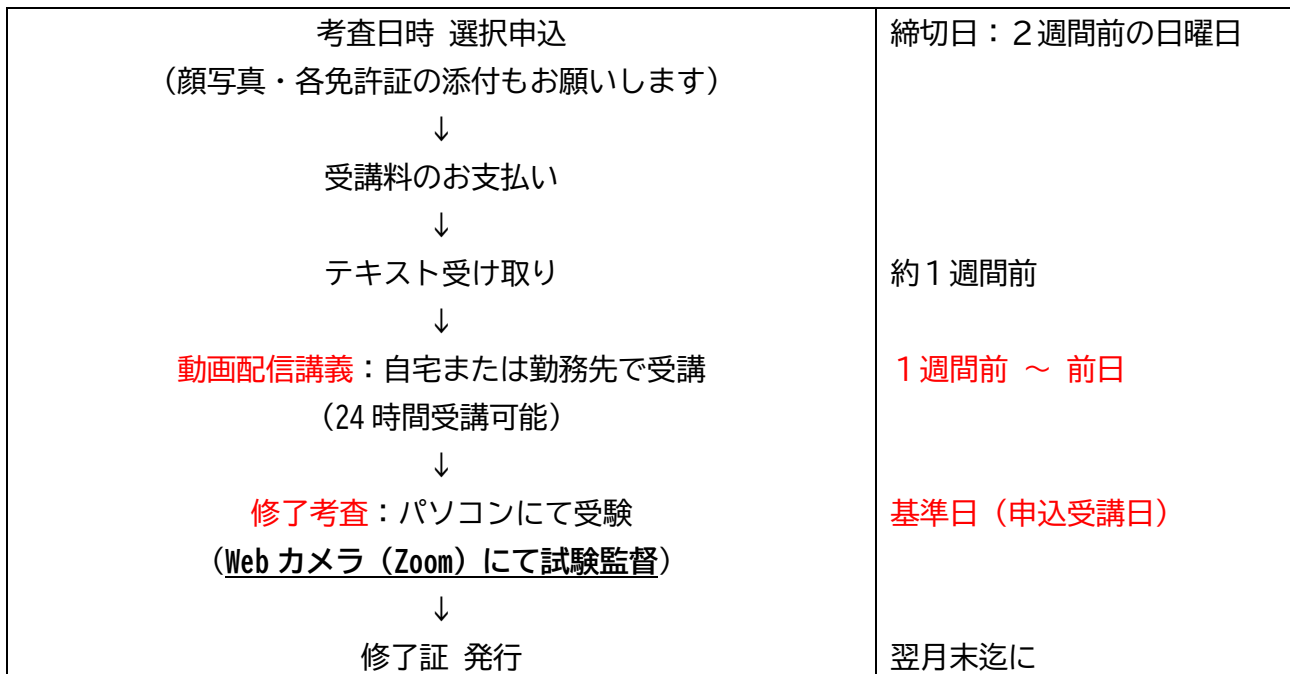 考査日時 選択申込
締切日：２週間前の日曜日
（顔写真・各免許証の添付もお願いします）
↓
受講料のお支払い
↓
テキスト受け取り
約１週間前
↓
動画配信講義：自宅または勤務先で受講
１週間前 ～ 前日
（24 時間受講可能）
↓
修了考査：パソコンにて受験
基準日（申込受講日）
（Web カメラ（Zoom）にて試験監督）
↓
修了証 発行
翌月末迄に